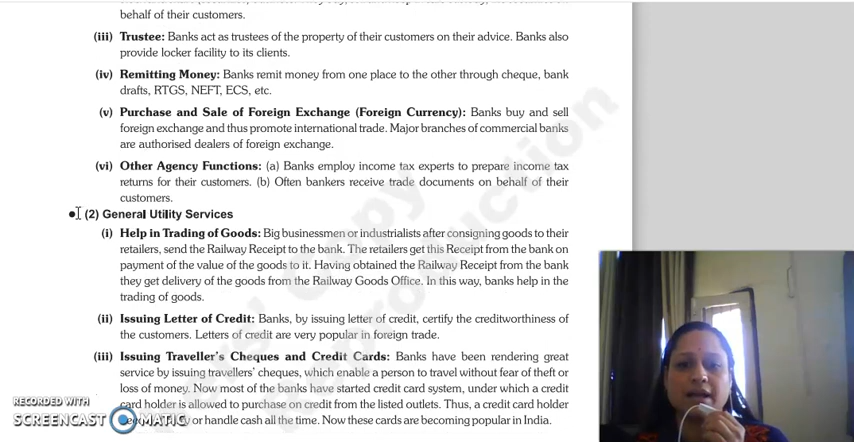 behalf of their customers.
(iii) Trustee: Banks act as trustees of the property of their customers on their advice. Banks also
provide locker facility to its clients.
(iv) Remitting Money: Banks remit money from one place to the other through cheque, bank
drafts, RTGS, NEFT, ECS, etc.
(v) Purchase and Sale of Foreign Exchange (Foreign Currency): Banks buy and sell
foreign exchange and thus promote international trade. Major branches of commercial banks
are authorised dealers of foreign exchange.
(vi) Other Agency Functions: (a) Banks employ income tax experts to prepare income tax
returns for their customers. (b) Often bankers receive trade documents on behalf of their
customers.
● (2) General Utility Services
(i) Help in Trading of Goods: Big businessmen or industrialists after consigning goods to their
retailers, send the Railway Receipt to the bank. The retailers get this Receipt from the bank on
payment of the value of the goods to it. Having obtained the Railway Receipt from the bank
they get delivery of the goods from the Railway Goods Office. In this way, banks help in the
trading of goods.
(ii) Issuing Letter of Credit: Banks, by issuing letter of credit, certify the creditworthiness of
the customers. Letters of credit are very popular in foreign trade.
(iii) Issuing Traveller's Cheques and Credit Cards: Banks have been rendering great
service by issuing travellers' cheques, which enable a person to travel without fear of theft or
loss of money. Now most of the banks have started credit card system, under which a credit
card holder is allowed to purchase on credit from the listed outlets. Thus, a credit card holder
or handle cash all the time. Now these cards are becoming popular in India.
RECORDED WITH
SCREENCAST MATIC
Copy